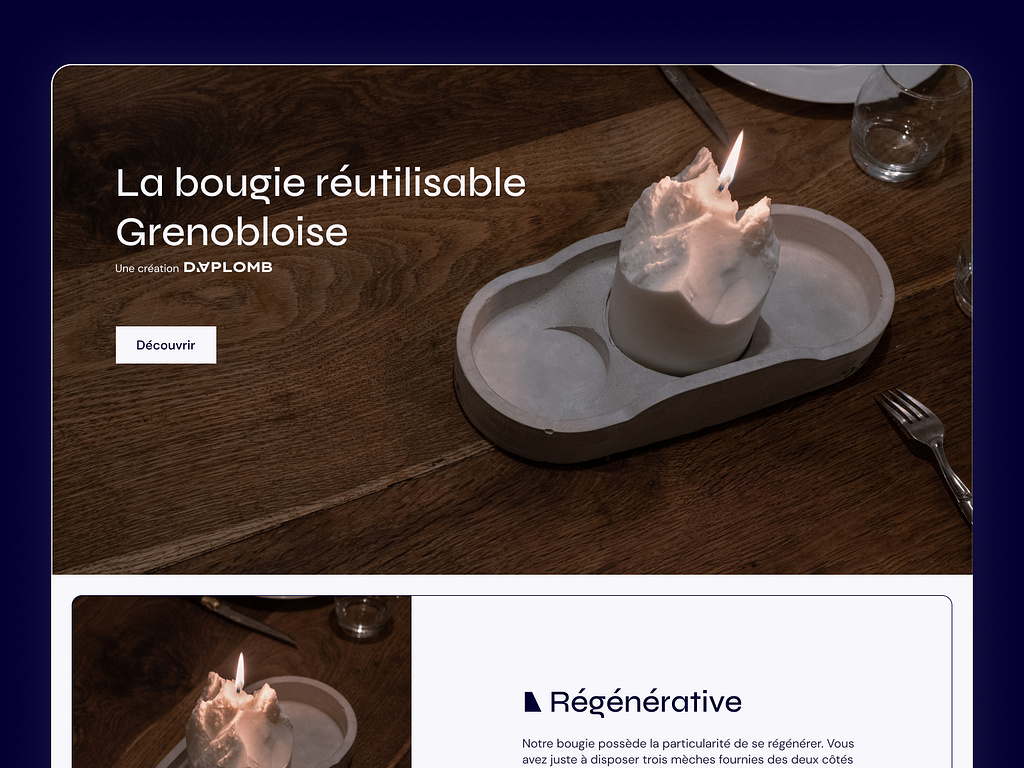 La bougie réutilisable
Grenobloise
Une création D.APLOMB
Découvrir
Régénérative
Notre bougie possède la particularité de se régénérer. Vous
avez juste à disposer trois mèches fournies des deux côtés